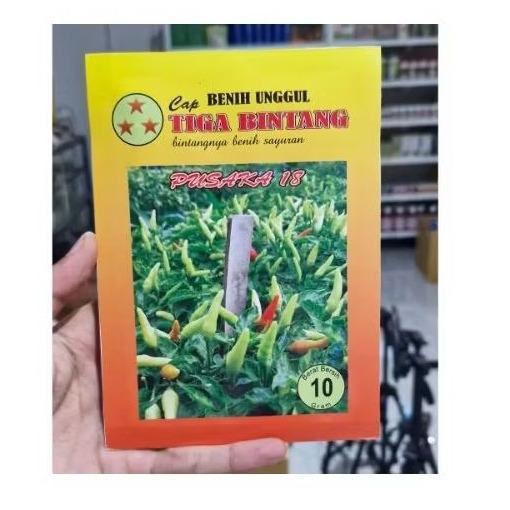 Cap BENIH UNGGUL
TIGA BINTANG
bintangnya benih sayuran
PUSAKA 18
Berat Bersih
10
Gram